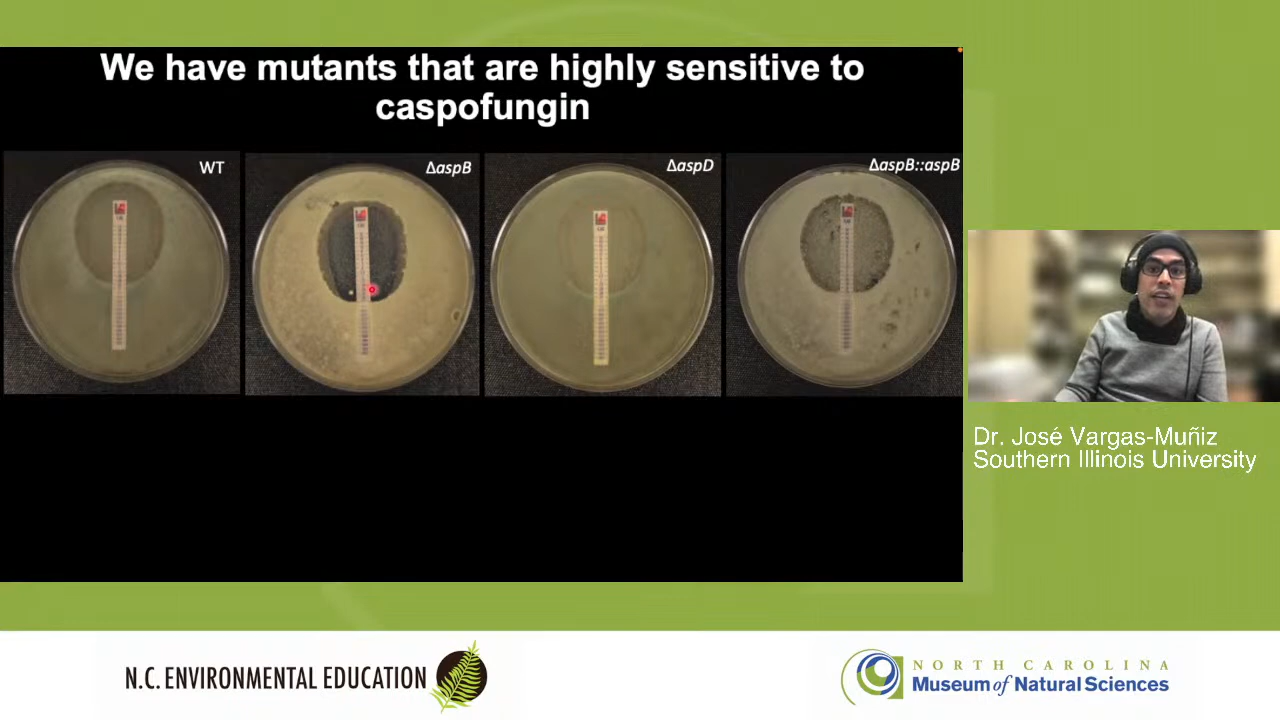 We have mutants that are highly sensitive to
caspofungin
WT
ΔaspB
ΔaspD
ΔaspB::aspB
Dr. José Vargas-Muñiz
Southern Illinois University
N.C. ENVIRONMENTAL EDUCATION
NORTH CAROLINA
Museum of Natural Sciences